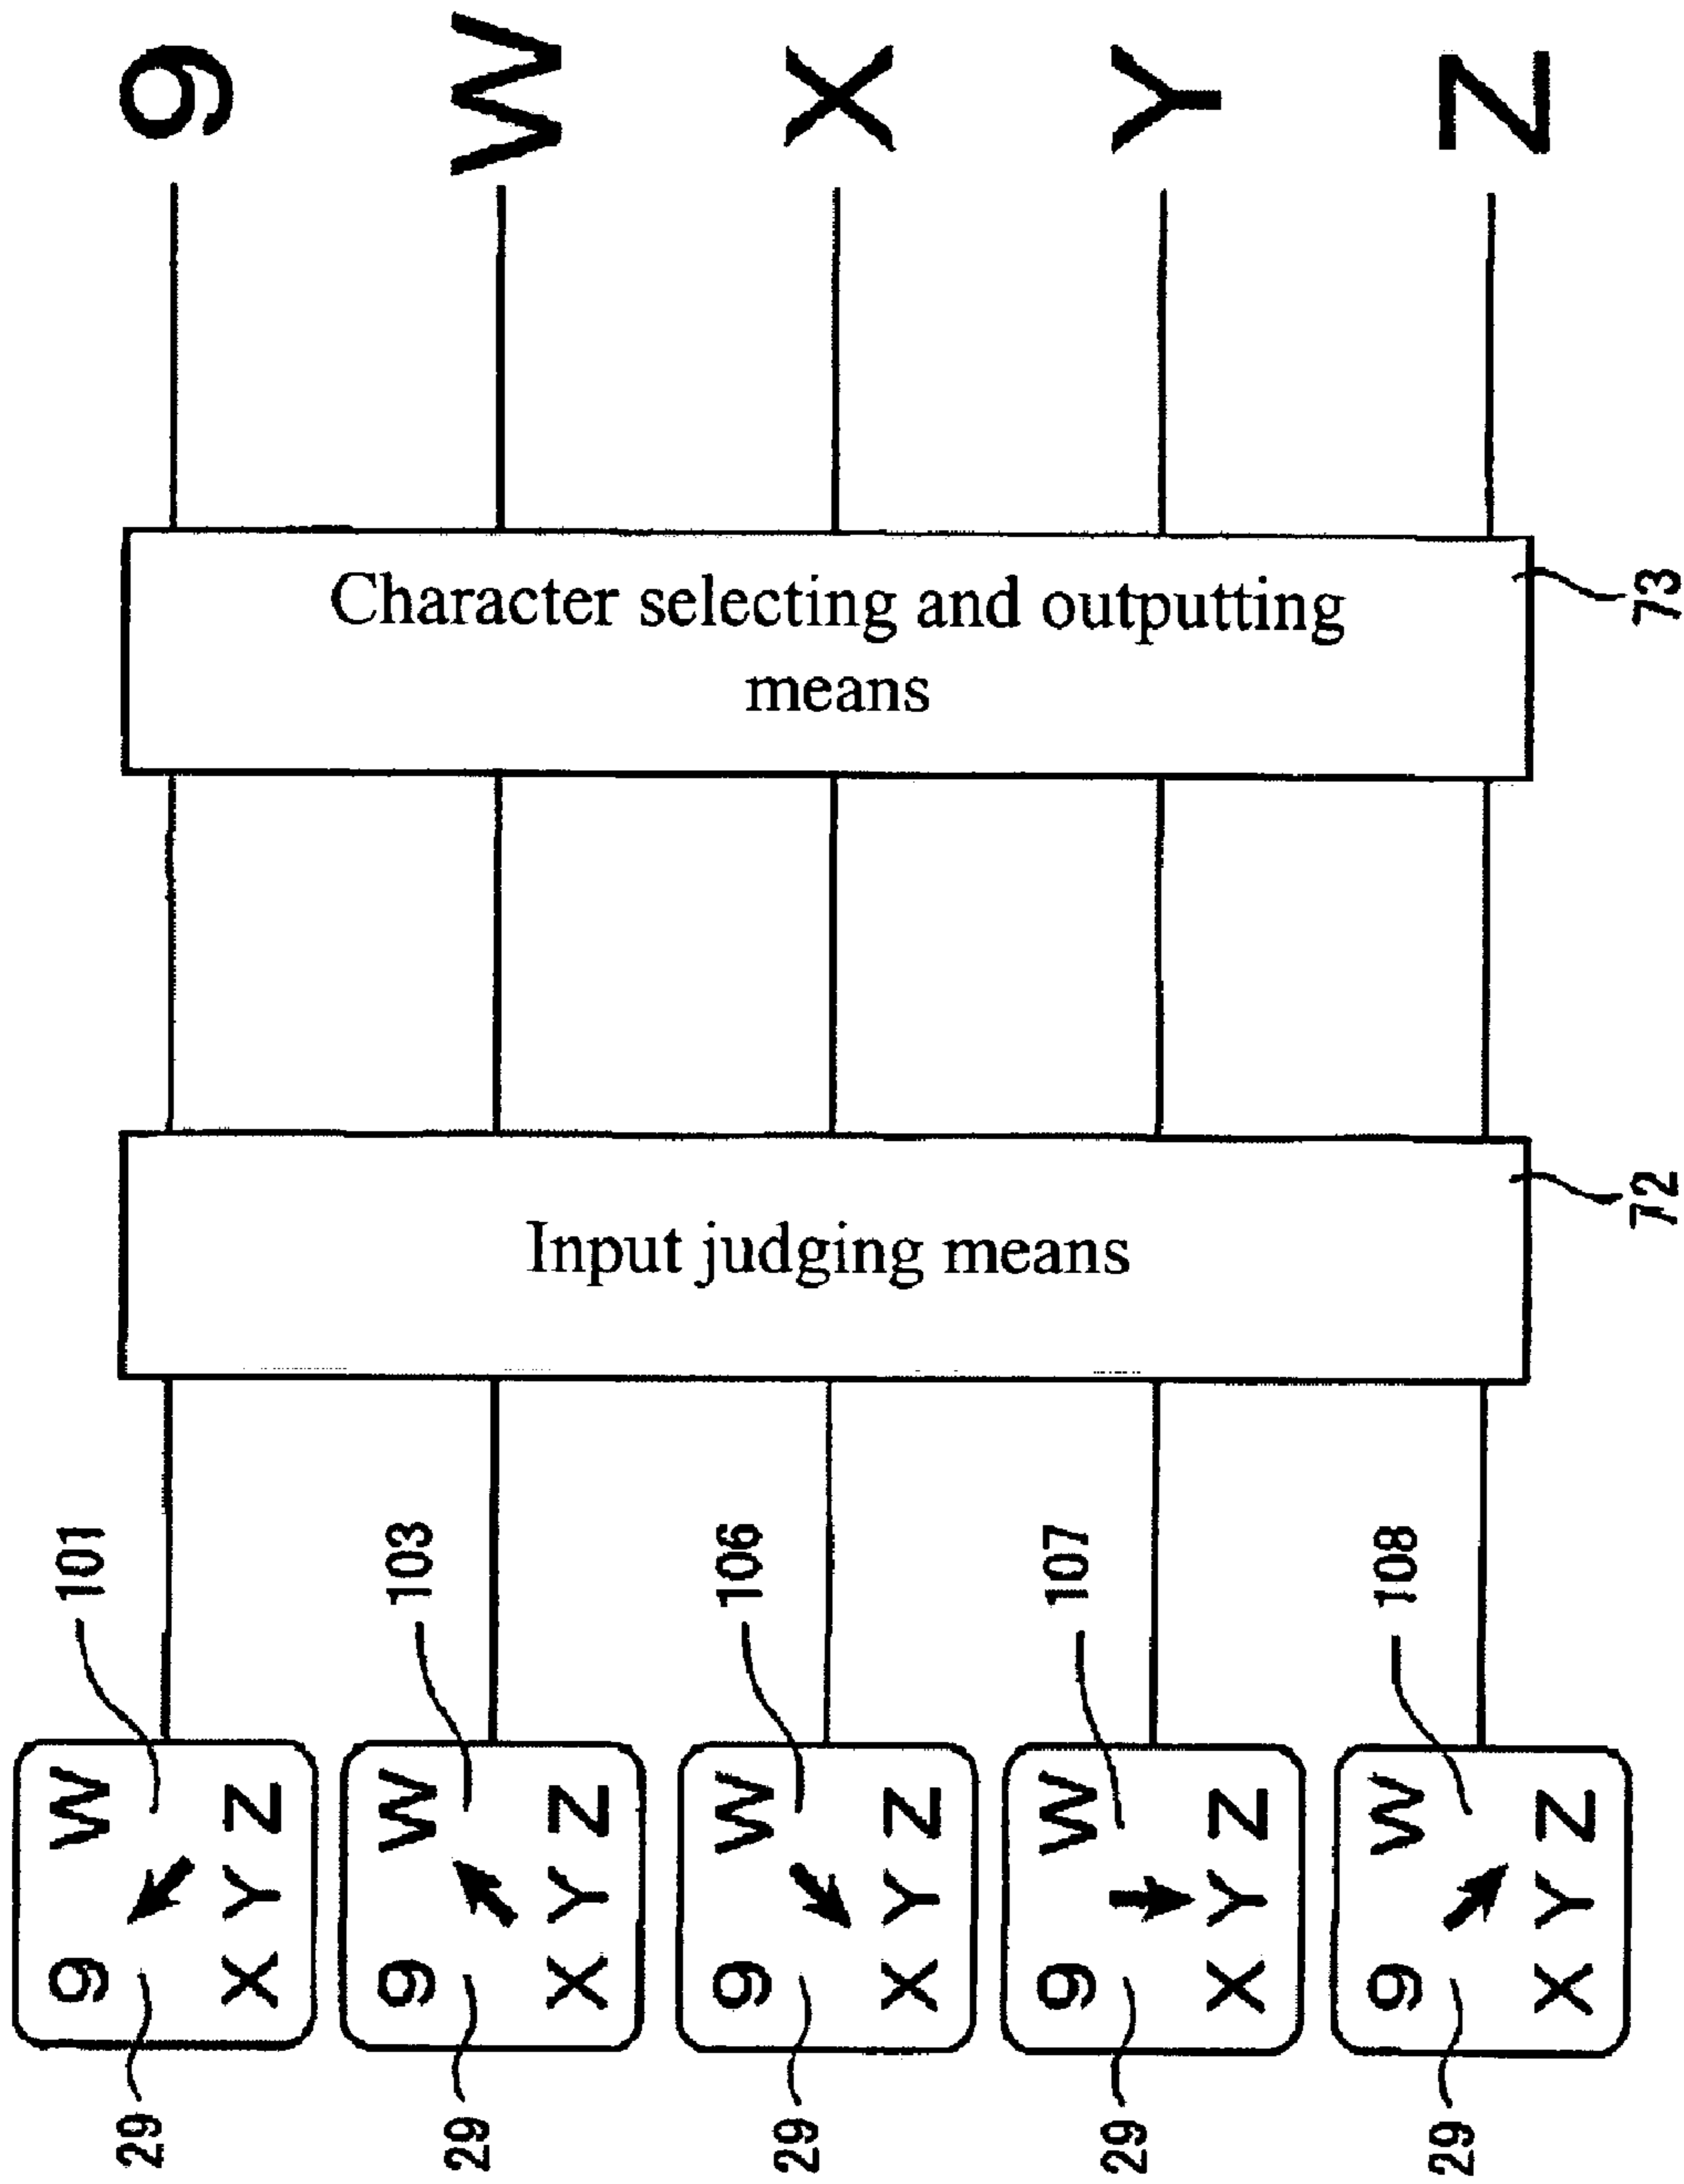 9
W
X
Y
Z
Character selecting and outputting
means
73
Input judging means
72
101
103
106
107
108
9 W
X Y Z
29
9 W
X Y Z
29
9 W
X Y Z
29
9 W
X Y Z
29
9 W
X Y Z
29